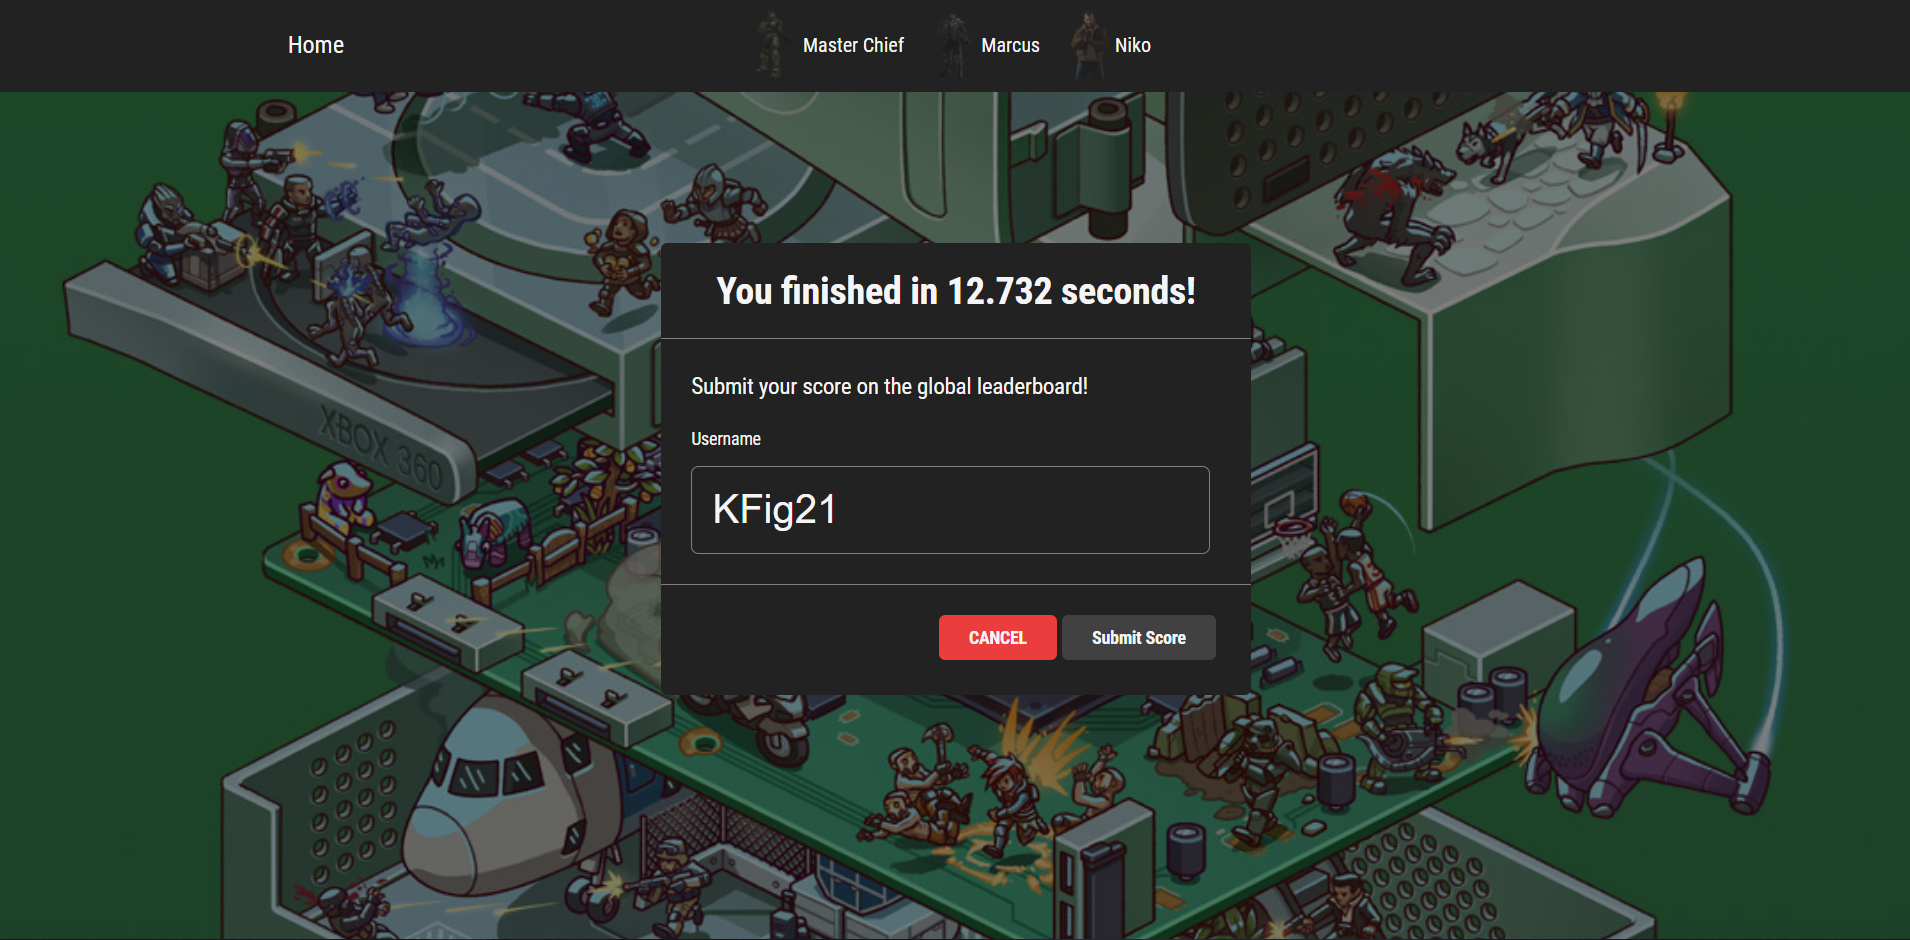 Home
Master Chief
Marcus
Niko
You finished in 12.732 seconds!
Submit your score on the global leaderboard!
Username
KFig21
CANCEL
Submit Score
XBOX 360